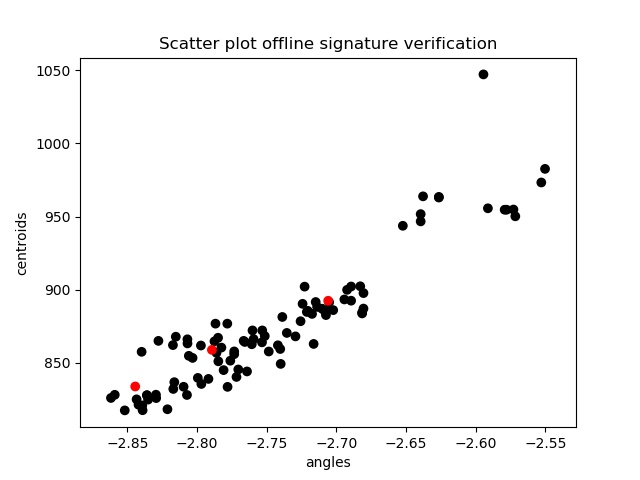 Scatter plot offline signature verification
1050
1000
950
900
850
centroids
−2.85 −2.80 −2.75 −2.70 −2.65 −2.60 −2.55
angles